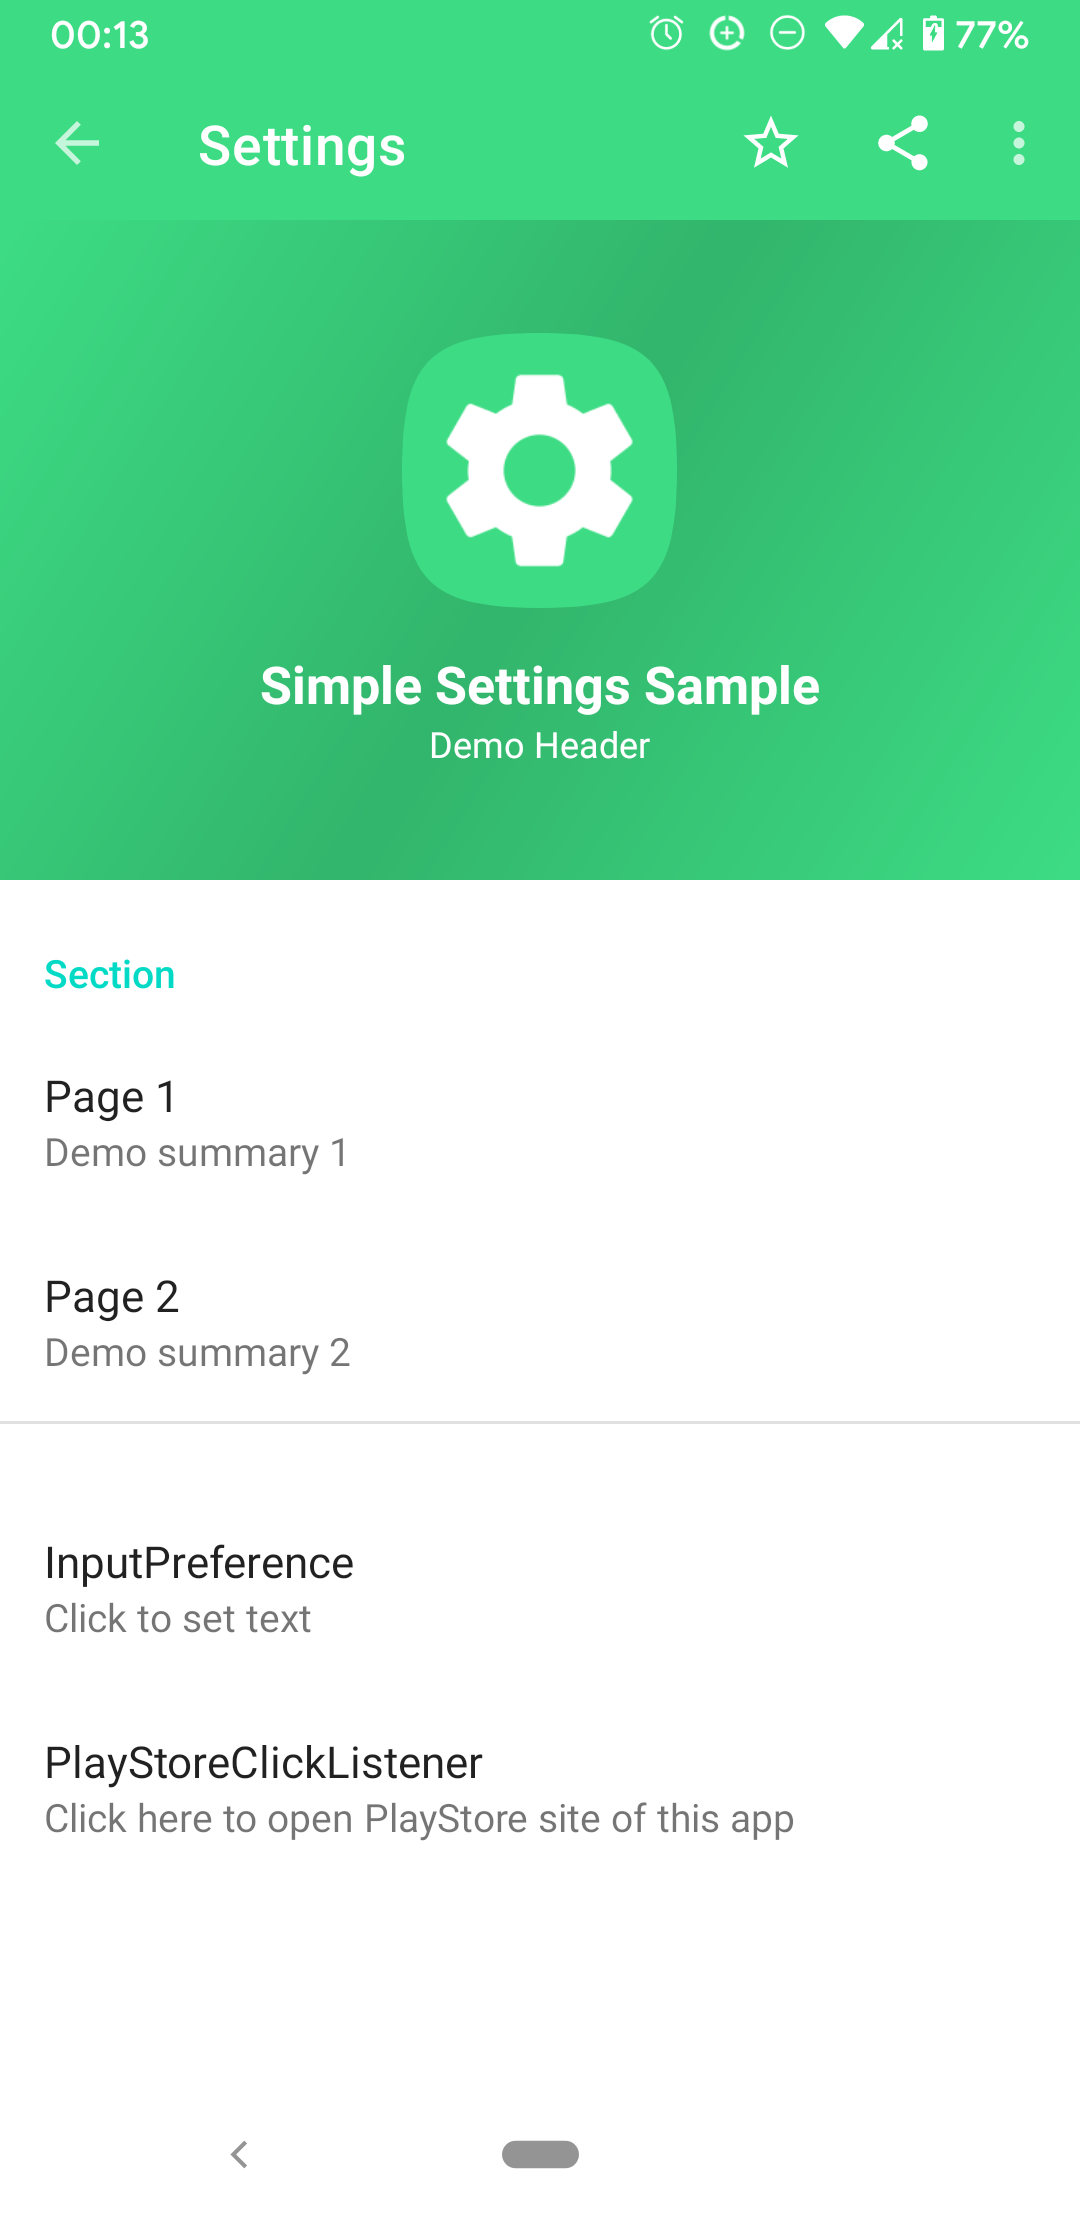 00:13
77%
Settings
Simple Settings Sample
Demo Header
Section
Page 1
Demo summary 1
Page 2
Demo summary 2
InputPreference
Click to set text
PlayStoreClickListener
Click here to open PlayStore site of this app